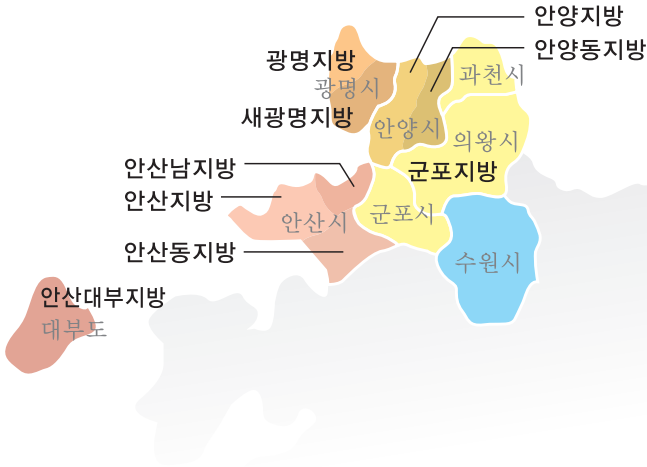 안양지방
안양동지방
광명지방
광명시
과천시
새광명지방
안양시
의왕시
안산남지방
군포지방
안산지방
안산시
군포시
안산동지방
수원시
안산대부지방
대부도